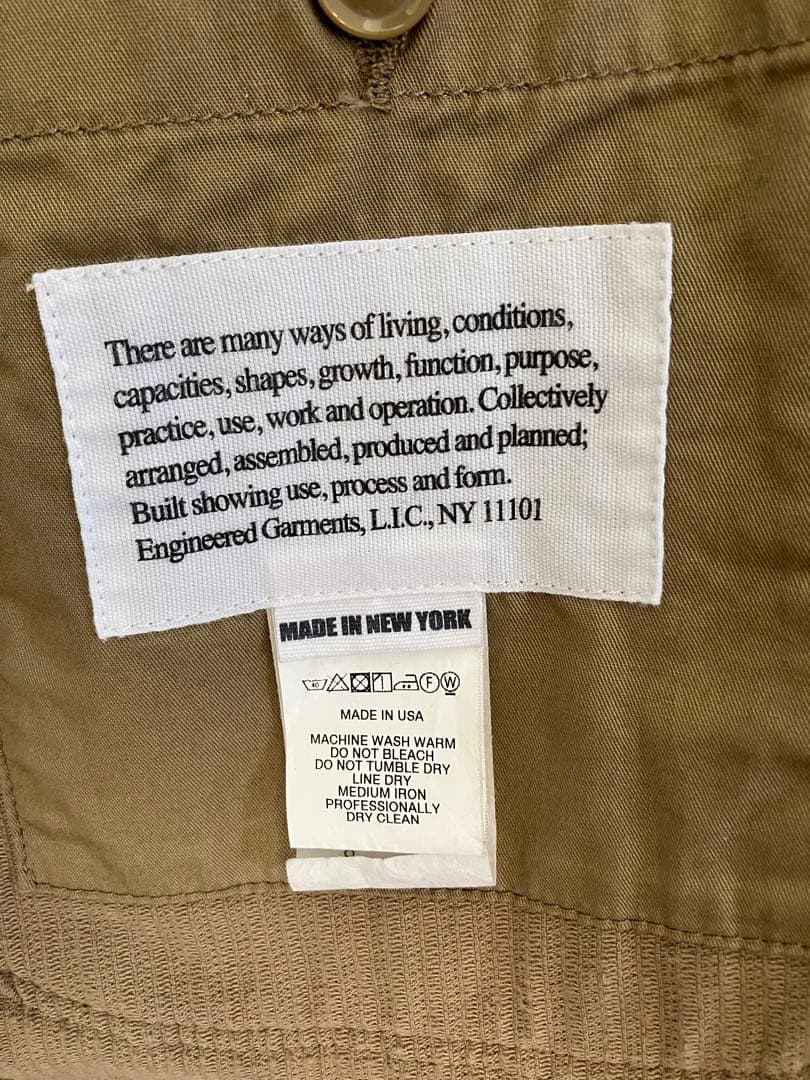 There are many ways of living, conditions,
capacities, shapes, growth, function, purpose,
practice, use, work and operation. Collectively
arranged, assembled, produced and planned;
Built showing use, process and form.
Engineered Garments, L.I.C., NY 11101
MADE IN NEW YORK
40 F W
MADE IN USA
MACHINE WASH WARM
DO NOT BLEACH
DO NOT TUMBLE DRY
LINE DRY
MEDIUM IRON
PROFESSIONALLY
DRY CLEAN